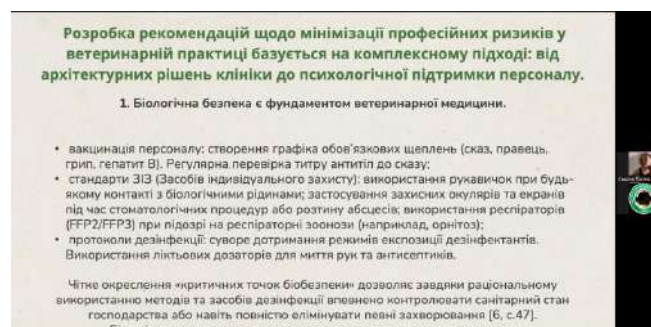 Розробка рекомендацій щодо мінімізації професійних ризиків у
ветеринарній практиці базується на комплексному підході: від
архітектурних рішень клініки до психологічної підтримки персоналу.
1. Біологічна безпека є фундаментом ветеринарної медицини.
• вакцинація персоналу: створення графіка обов'язкових щеплень (сказ, правець,
грип, гепатит В). Регулярна перевірка титру антитіл до сказу;
• стандарти ЗІЗ (Засобів індивідуального захисту): використання рукавичок при будь-
якому контакті з біологічними рідинами; застосування захисних окулярів та екранів
під час стоматологічних процедур або розтину абсцесів; використання респіраторів
(FFP2/FFP3) при підозрі на респіраторні зоонози (наприклад, орнітоз);
• протоколи дезінфекції: суворе дотримання режимів експозиції дезінфектантів.
Використання ліктьових дозаторів для миття рук та антисептиків.
Чітке окреслення «критичних точок біобезпеки» дозволяє завдяки раціональному
використанню методів та засобів дезінфекції впевнено контролювати санітарний стан
господарства або навіть повністю елімінувати певні захворювання [6, с.47].